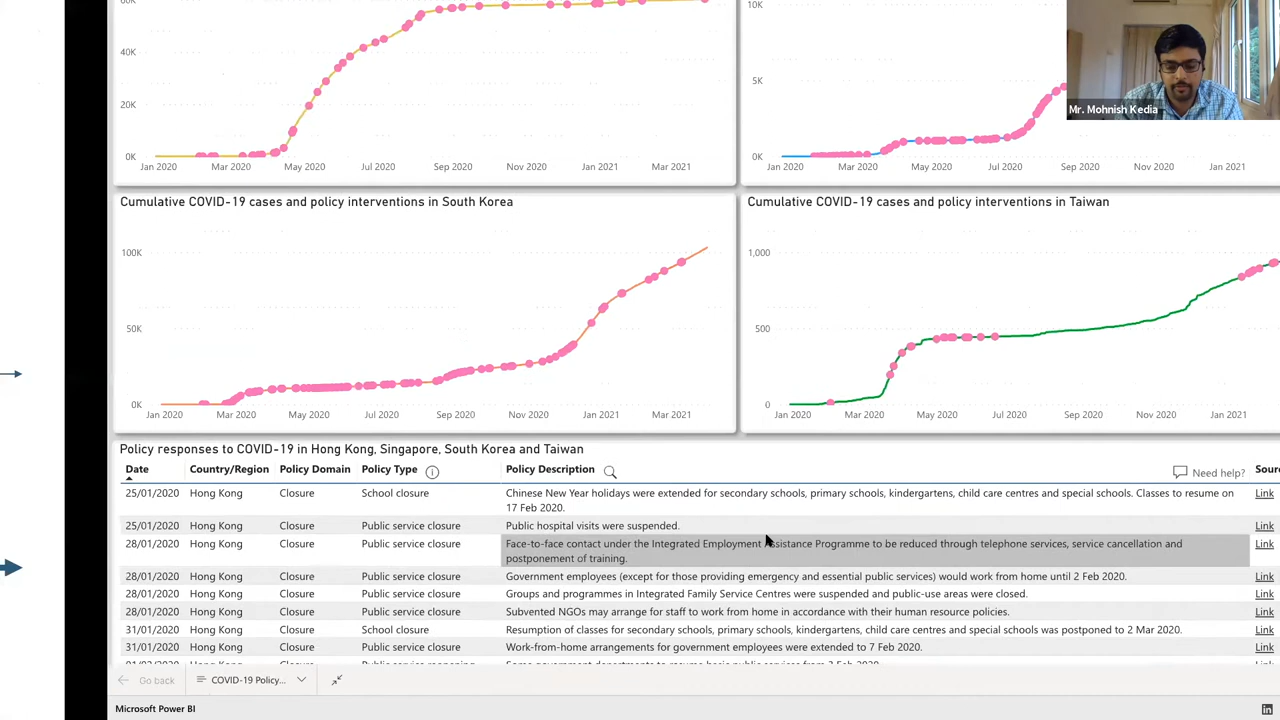 60K
40K
20K
0K
Jan 2020 Mar 2020 May 2020 Jul 2020 Sep 2020 Nov 2020 Jan 2021 Mar 2021
10K
5K
0K
Jan 2020 Mar 2020 May 2020 Jul 2020 Sep 2020 Nov 2020 Jan 2021
Mr. Mohnish Kedia
Cumulative COVID-19 cases and policy interventions in South Korea
100K
50K
0K
Jan 2020 Mar 2020 May 2020 Jul 2020 Sep 2020 Nov 2020 Jan 2021 Mar 2021
Cumulative COVID-19 cases and policy interventions in Taiwan
1,000
500
0
Jan 2020 Mar 2020 May 2020 Jul 2020 Sep 2020 Nov 2020 Jan 2021
Policy responses to COVID-19 in Hong Kong, Singapore, South Korea and Taiwan
Date Country/Region Policy Domain Policy Type Policy Description Need help?
25/01/2020 Hong Kong Closure School closure Chinese New Year holidays were extended for secondary schools, primary schools, kindergartens, child care centres and special schools. Classes to resume on Link
17 Feb 2020.
25/01/2020 Hong Kong Closure Public service closure Public hospital visits were suspended. Link
28/01/2020 Hong Kong Closure Public service closure Face-to-face contact under the Integrated Employment Assistance Programme to be reduced through telephone services, service cancellation and Link
postponement of training.
28/01/2020 Hong Kong Closure Public service closure Government employees (except for those providing emergency and essential public services) would work from home until 2 Feb 2020. Link
28/01/2020 Hong Kong Closure Public service closure Groups and programmes in Integrated Family Service Centres were suspended and public-use areas were closed. Link
28/01/2020 Hong Kong Closure Public service closure Subvented NGOs may arrange for staff to work from home in accordance with their human resource policies. Link
31/01/2020 Hong Kong Closure School closure Resumption of classes for secondary schools, primary schools, kindergartens, child care centres and special schools was postponed to 2 Mar 2020. Link
31/01/2020 Hong Kong Closure Public service closure Work-from-home arrangements for government employees were extended to 7 Feb 2020. Link
Go back COVID-19 Policy...
Microsoft Power BI